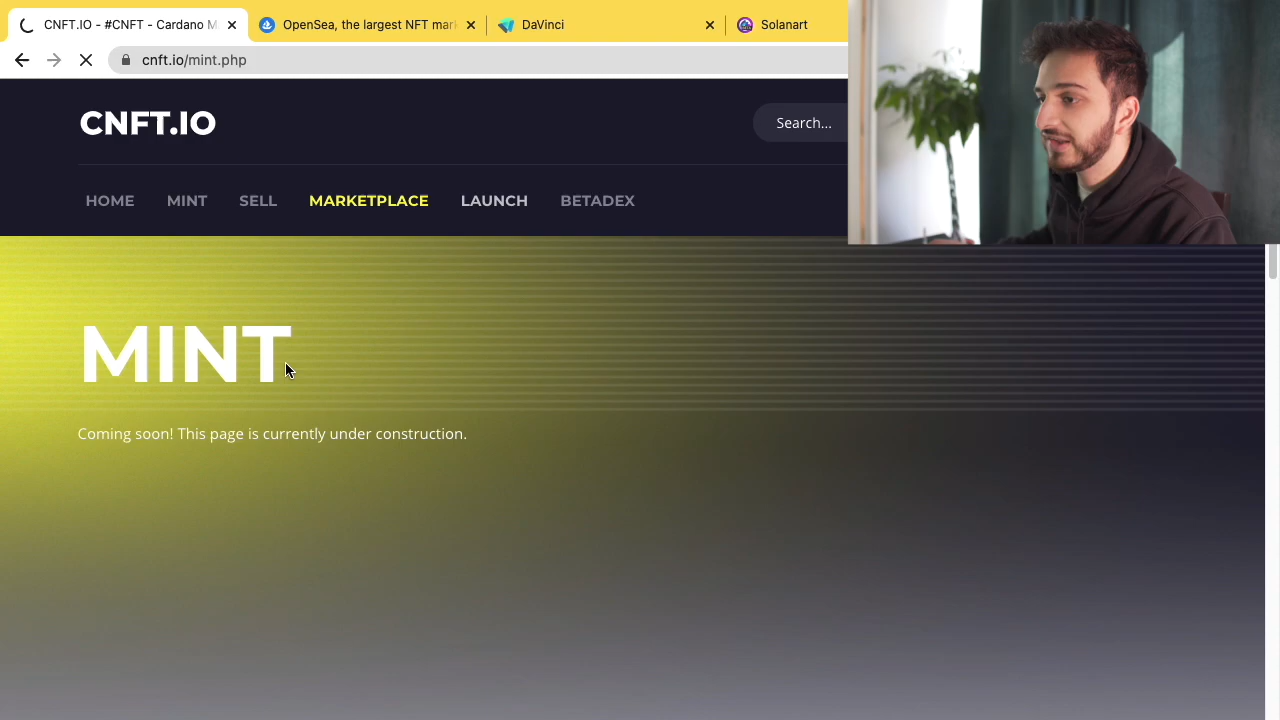 CNFT.IO - #CNFT - Cardano M
OpenSea, the largest NFT mar
DaVinci
Solanart
cnft.io/mint.php
CNFT.IO
Search...
HOME MINT SELL MARKETPLACE LAUNCH BETADEX
MINT
Coming soon! This page is currently under construction.